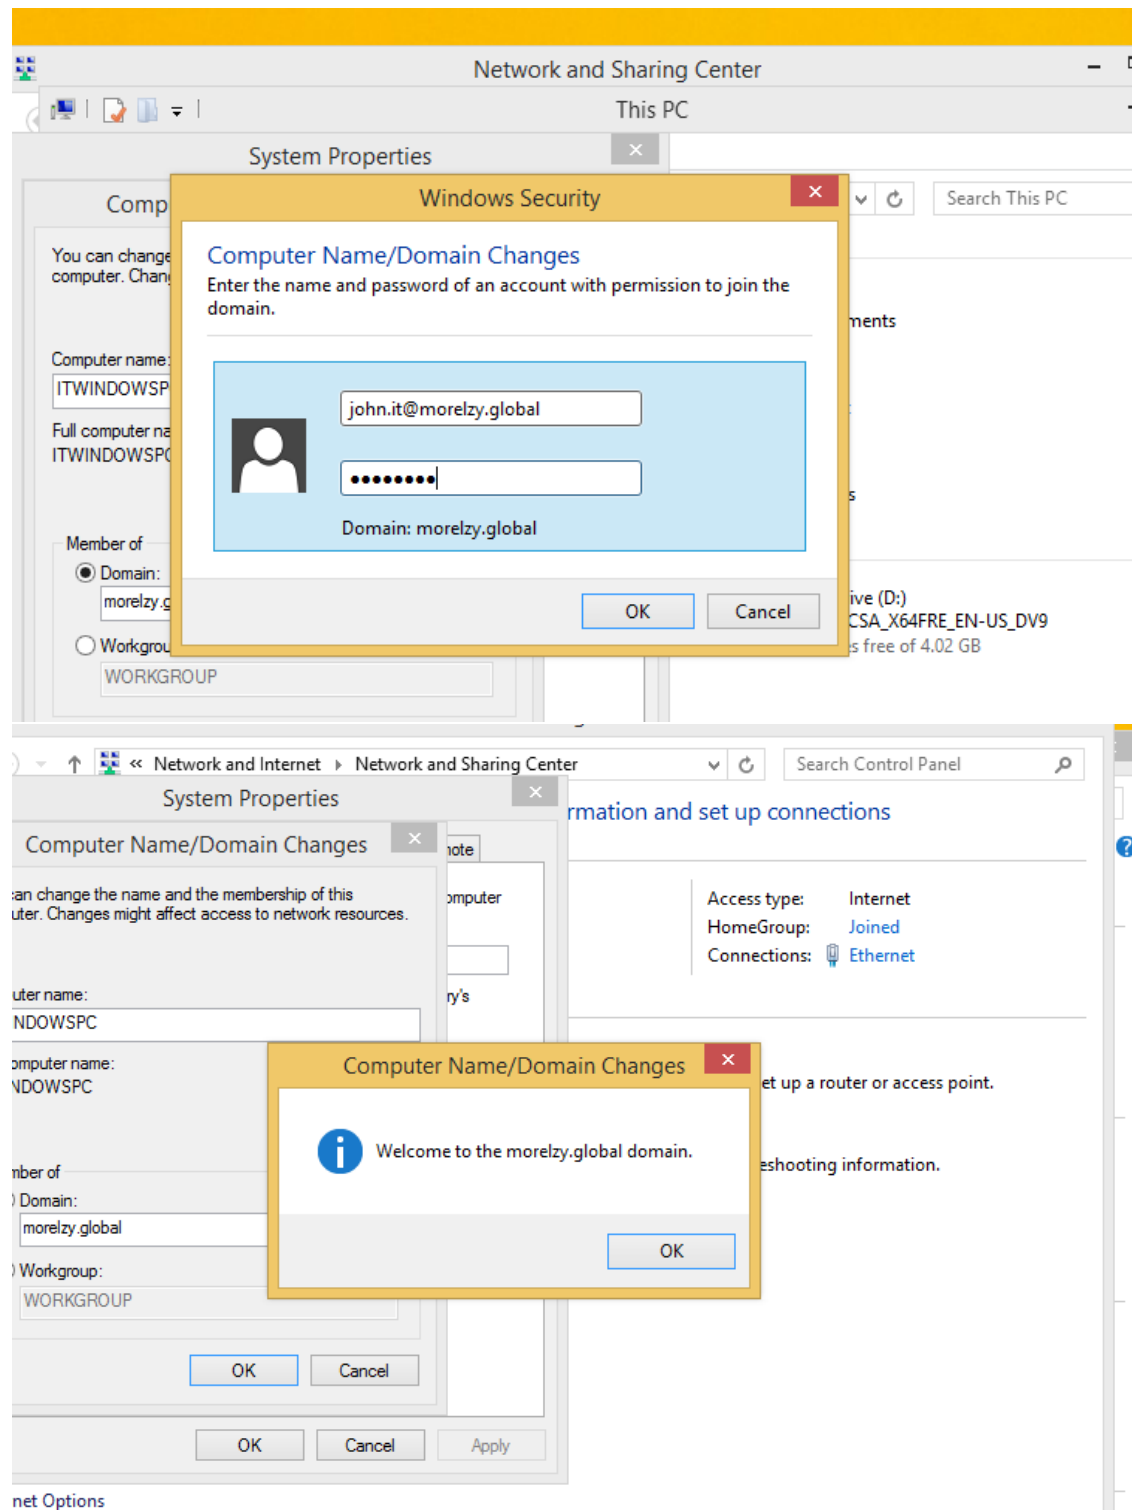 Network and Sharing Center
This PC
System Properties
Windows Security
Comp
Search This PC
You can change
computer. Chan
Computer Name/Domain Changes
Enter the name and password of an account with permission to join the
domain.
ments
Computer name:
ITWINDOWSP
john.it@morelzy.global
Full computer na
ITWINDOWSPC
s
Domain: morelzy.global
Member of
Domain:
morelzy.g
OK
Cancel
ive (D:)
CSA_X64FRE_EN-US_DV9
s free of 4.02 GB
Workgrou
WORKGROUP
« Network and Internet Network and Sharing Center
Search Control Panel
System Properties
rmation and set up connections
Computer Name/Domain Changes
note
can change the name and the membership of this
uter. Changes might affect access to network resources.
omputer
Access type: Internet
HomeGroup: Joined
Connections: Ethernet
uter name:
ry's
NDOWSPC
omputer name:
NDOWSPC
Computer Name/Domain Changes
et up a router or access point.
Welcome to the morelzy.global domain.
eshooting information.
mber of
Domain:
morelzy.global
OK
Workgroup:
WORKGROUP
OK
Cancel
OK
Cancel
Apply
net Options